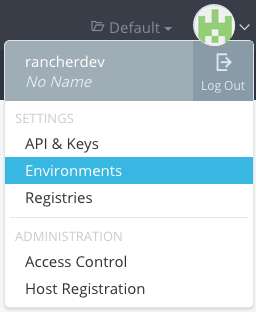 Default
rancherdev
No Name
Log Out
SETTINGS
API & Keys
Environments
Registries
ADMINISTRATION
Access Control
Host Registration